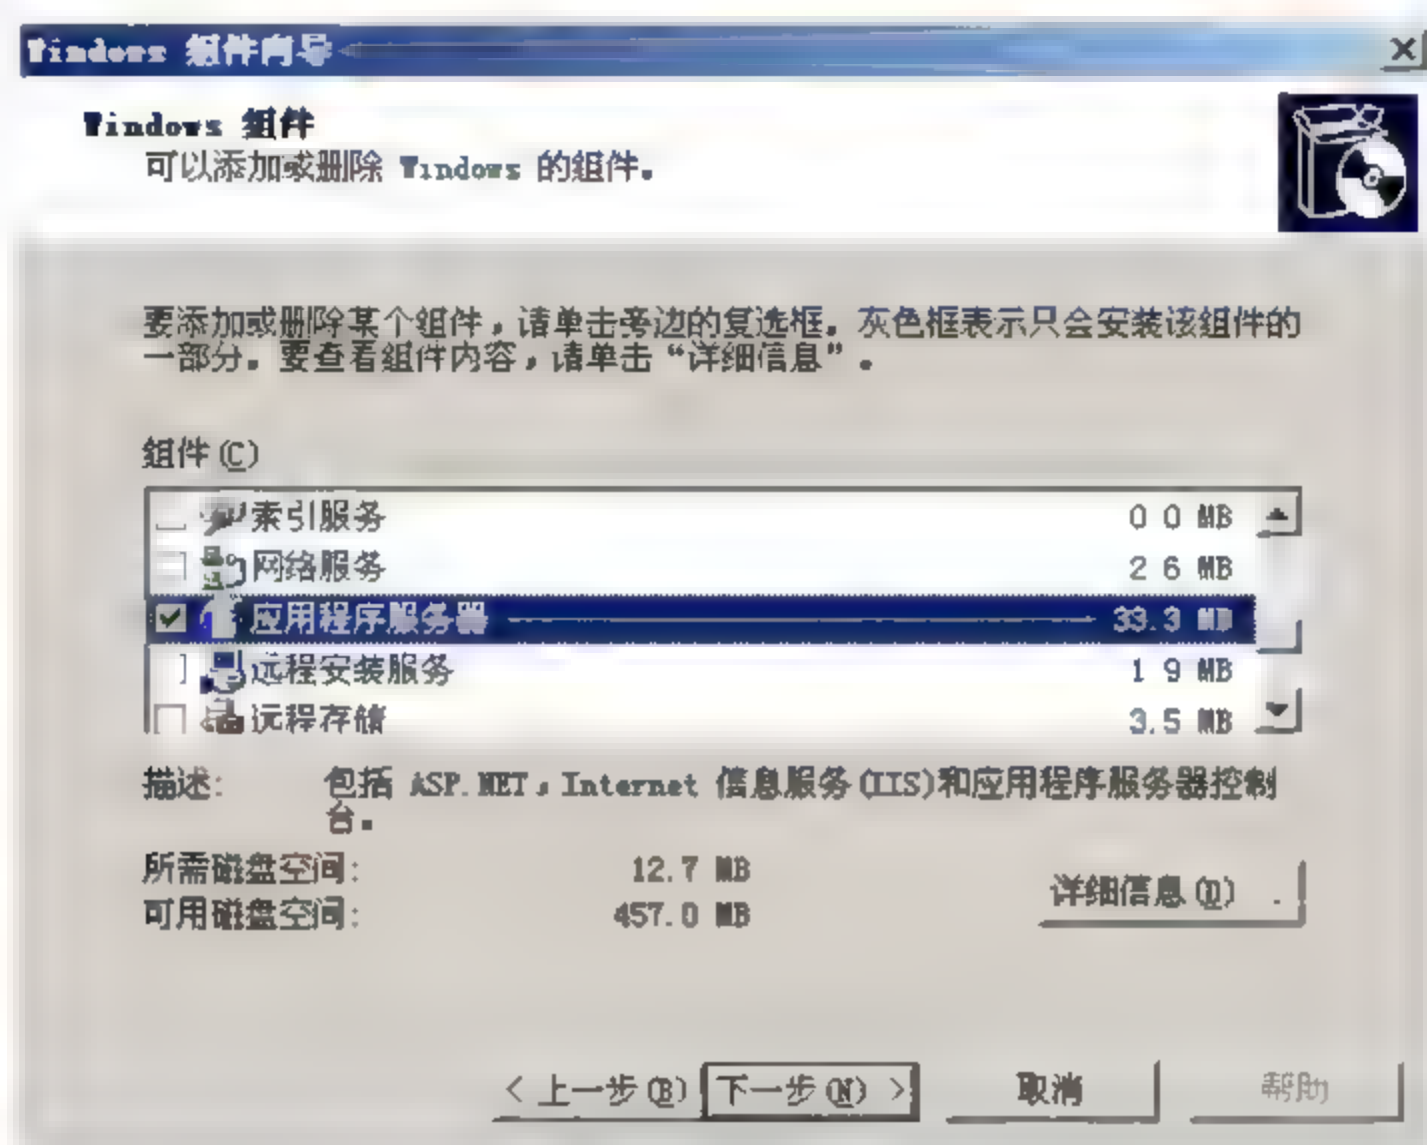 Windows 组件向导
Windows 组件
可以添加或删除 Windows 的组件。
要添加或删除某个组件，请单击旁边的复选框。灰色框表示只会安装该组件的
一部分。要查看组件内容，请单击“详细信息”。
组件(C)
索引服务 0 0 MB
网络服务 2 6 MB
应用程序服务器 33.3 MB
远程安装服务 1 9 MB
远程存储 3.5 MB
描述: 包括 ASP.NET，Internet 信息服务(IIS)和应用程序服务器控制
台。
所需磁盘空间: 12.7 MB
可用磁盘空间: 457.0 MB
详细信息(D) .
< 上一步(B) 下一步(N) > 取消 帮助